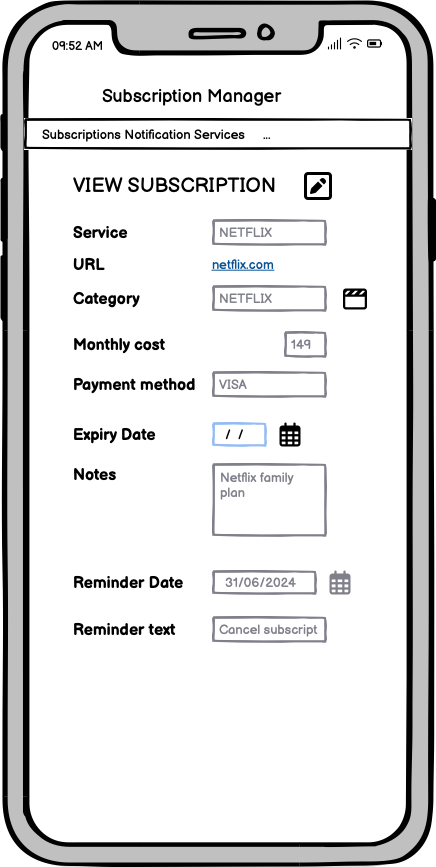 09:52 AM
Subscription Manager
Subscriptions Notification Services ...
VIEW SUBSCRIPTION
Service NETFLIX
URL netflix.com
Category NETFLIX
Monthly cost 149
Payment method VISA
Expiry Date / /
Notes Netflix family
plan
Reminder Date 31/06/2024
Reminder text Cancel subscript